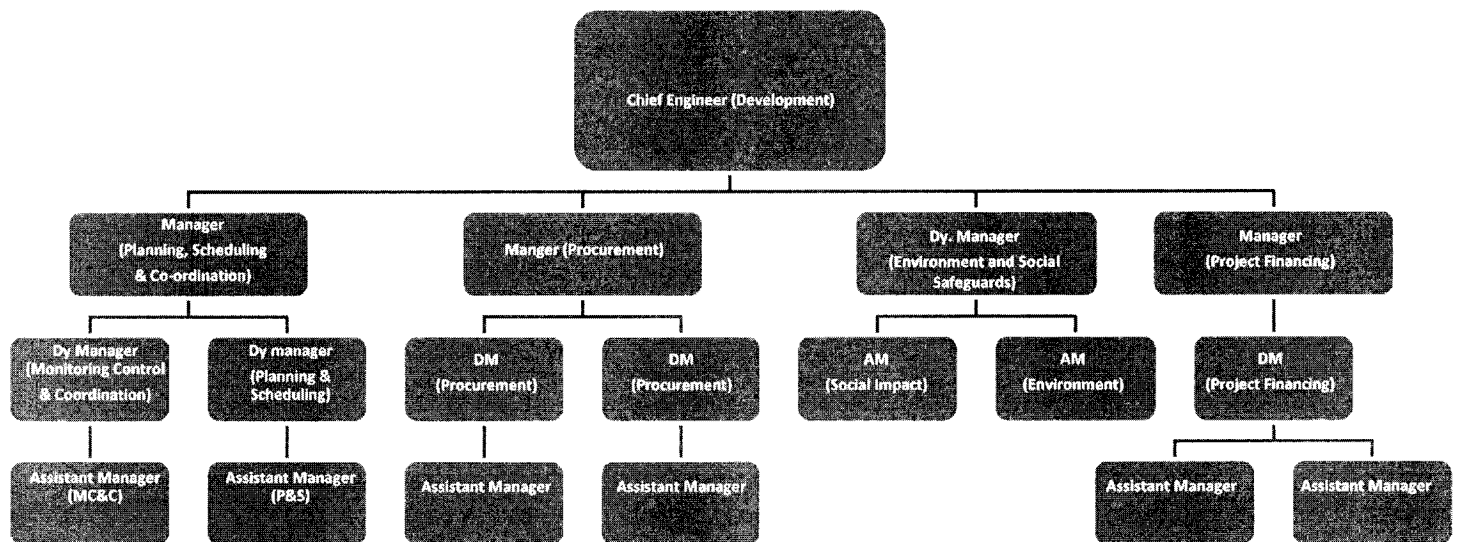 Chief Engineer (Development)
Manager
(Planning, Scheduling
& Co-ordination)
Manger (Procurement)
Dy. Manager
(Environment and Social
Safeguards)
Manager
(Project Financing)
Dy Manager
(Monitoring Control
& Coordination)
Dy manager
(Planning &
Scheduling)
DM
(Procurement)
DM
(Procurement)
AM
(Social Impact)
AM
(Environment)
DM
(Project Financing)
Assistant Manager
(MC&C)
Assistant Manager
(P&S)
Assistant Manager
Assistant Manager
Assistant Manager
Assistant Manager